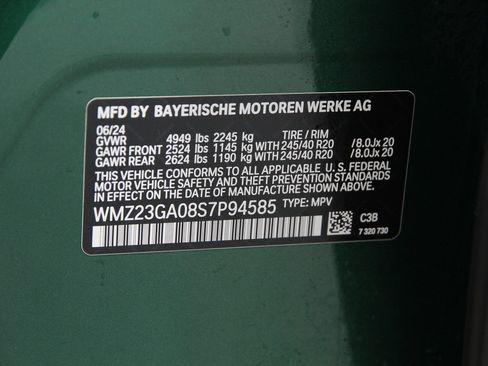 MFD BY BAYERISCHE MOTOREN WERKE AG
06/24
GVWR 4949 lbs 2245 kg TIRE / RIM
GAWR FRONT 2524 lbs 1145 kg WITH 245/40 R20 /8.0Jx 20
GAWR REAR 2624 lbs 1190 kg WITH 245/40 R20 /8.0Jx 20
THIS VEHICLE CONFORMS TO ALL APPLICABLE U. S. FEDERAL
MOTOR VEHICLE SAFETY, BUMPER, AND THEFT PREVENTION STANDARDS
IN EFFECT ON THE DATE OF MANUFACTURE SHOWN ABOVE.
WMZ23GA08S7P94585 TYPE: MPV
C3B
7 320 730